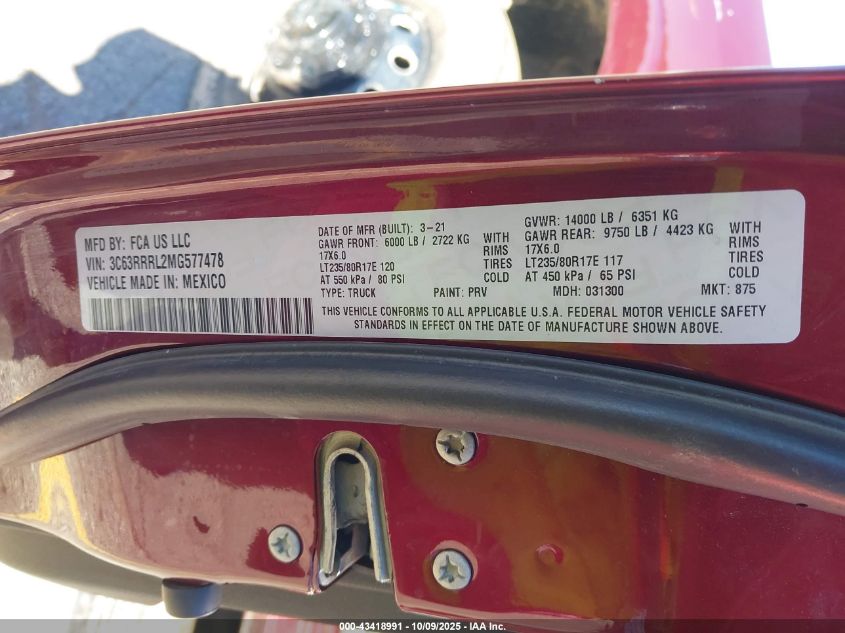 MFD BY: FCA US LLC
VIN: 3C63RRRL2MG577478
VEHICLE MADE IN: MEXICO
DATE OF MFR (BUILT): 3-21
GAWR FRONT: 6000 LB / 2722 KG WITH
17X6.0 RIMS
LT235/80R17E 120 TIRES
AT 550 kPa / 80 PSI COLD
TYPE: TRUCK PAINT: PRV
GVWR: 14000 LB / 6351 KG
GAWR REAR: 9750 LB / 4423 KG WITH
17X6.0 RIMS
LT235/80R17E 117 TIRES
AT 450 kPa / 65 PSI COLD
MDH: 031300 MKT: 875
THIS VEHICLE CONFORMS TO ALL APPLICABLE U.S.A. FEDERAL MOTOR VEHICLE SAFETY
STANDARDS IN EFFECT ON THE DATE OF MANUFACTURE SHOWN ABOVE.
000-43418991 - 10/09/2025 - IAA Inc.